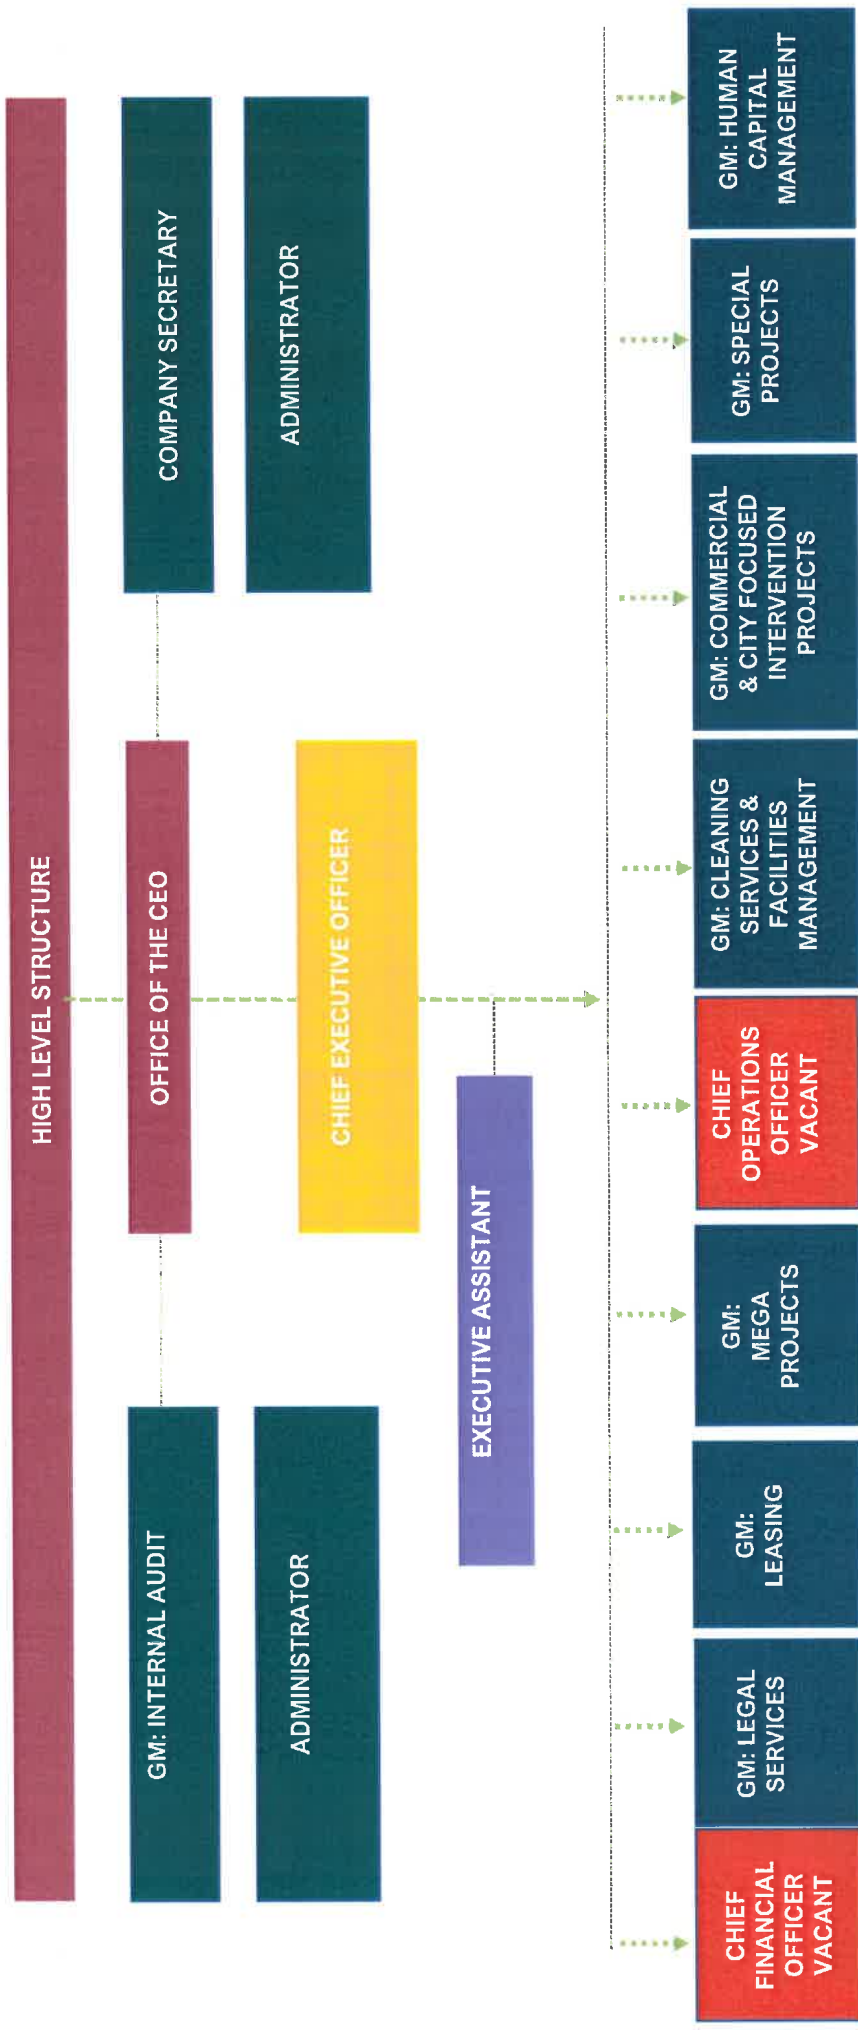 HIGH LEVEL STRUCTURE
GM: INTERNAL AUDIT
OFFICE OF THE CEO
COMPANY SECRETARY
ADMINISTRATOR
CHIEF EXECUTIVE OFFICER
ADMINISTRATOR
EXECUTIVE ASSISTANT
CHIEF
FINANCIAL
OFFICER
VACANT
GM: LEGAL
SERVICES
GM:
LEASING
GM:
MEGA
PROJECTS
CHIEF
OPERATIONS
OFFICER
VACANT
GM: CLEANING
SERVICES &
FACILITIES
MANAGEMENT
GM: COMMERCIAL
& CITY FOCUSED
INTERVENTION
PROJECTS
GM: SPECIAL
PROJECTS
GM: HUMAN
CAPITAL
MANAGEMENT